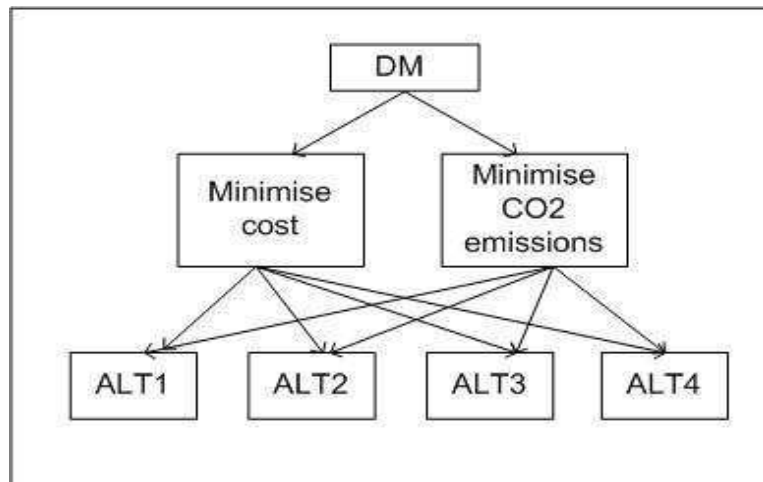 DM
Minimise
cost
Minimise
CO2
emissions
ALT1
ALT2
ALT3
ALT4